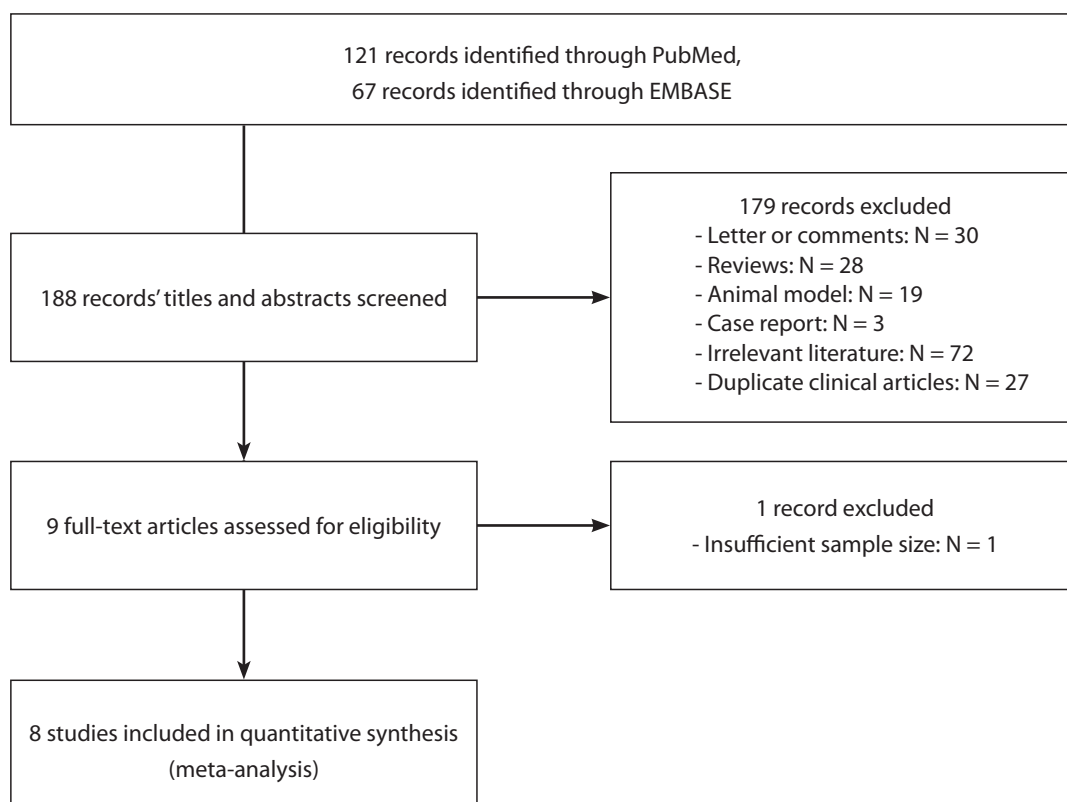 121 records identified through PubMed,
67 records identified through EMBASE
188 records’ titles and abstracts screened
179 records excluded
- Letter or comments: N = 30
- Reviews: N = 28
- Animal model: N = 19
- Case report: N = 3
- Irrelevant literature: N = 72
- Duplicate clinical articles: N = 27
9 full-text articles assessed for eligibility
1 record excluded
- Insufficient sample size: N = 1
8 studies included in quantitative synthesis
(meta-analysis)